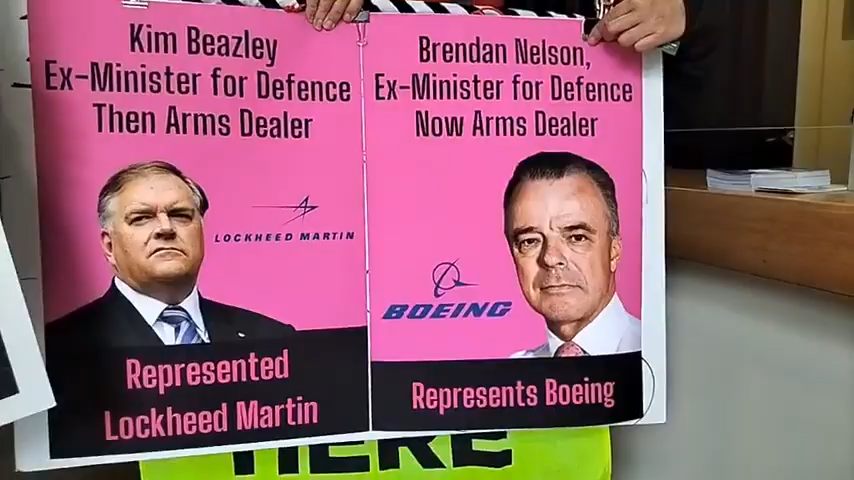 Kim Beazley
Ex-Minister for Defence
Then Arms Dealer
LOCKHEED MARTIN
Represented
Lockheed Martin
Brendan Nelson,
Ex-Minister for Defence
Now Arms Dealer
BOEING
Represents Boeing
HERE